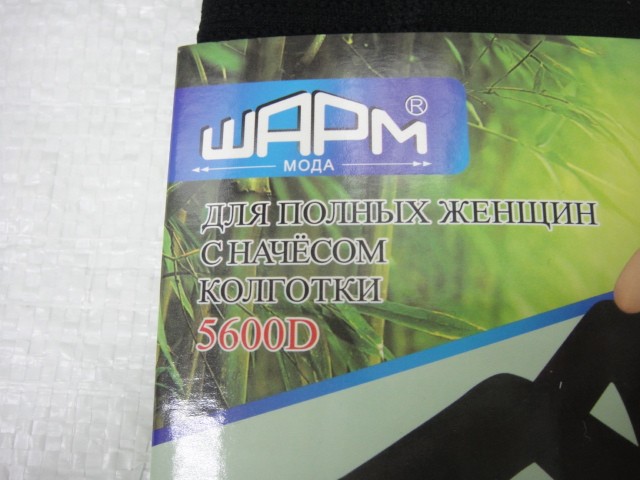 ШАРМ®
МОДА
ДЛЯ ПОЛНЫХ ЖЕНЩИН
С НАЧЁСОМ
КОЛГОТКИ
5600D